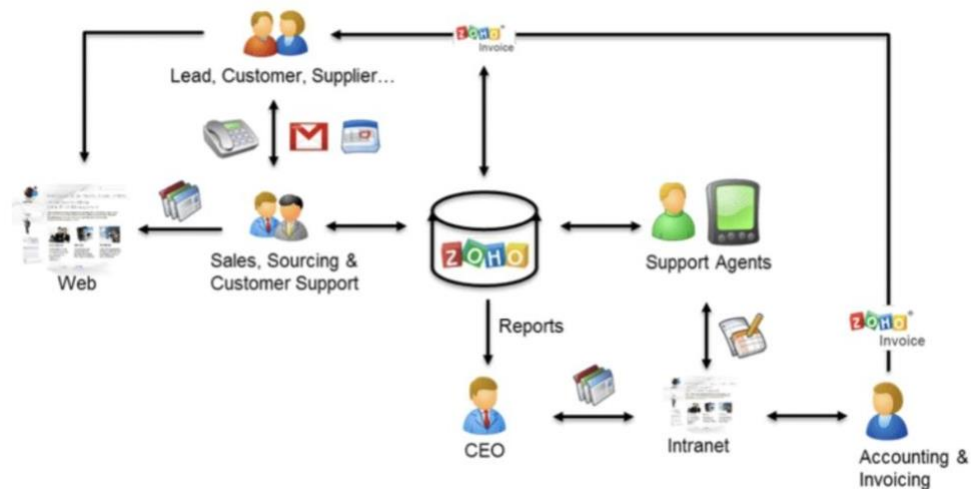 ZOHO
Invoice
Lead, Customer, Supplier...
ZOHO
Web
Sales, Sourcing &
Customer Support
Support Agents
Reports
ZOHO
Invoice
CEO
Intranet
Accounting &
Invoicing